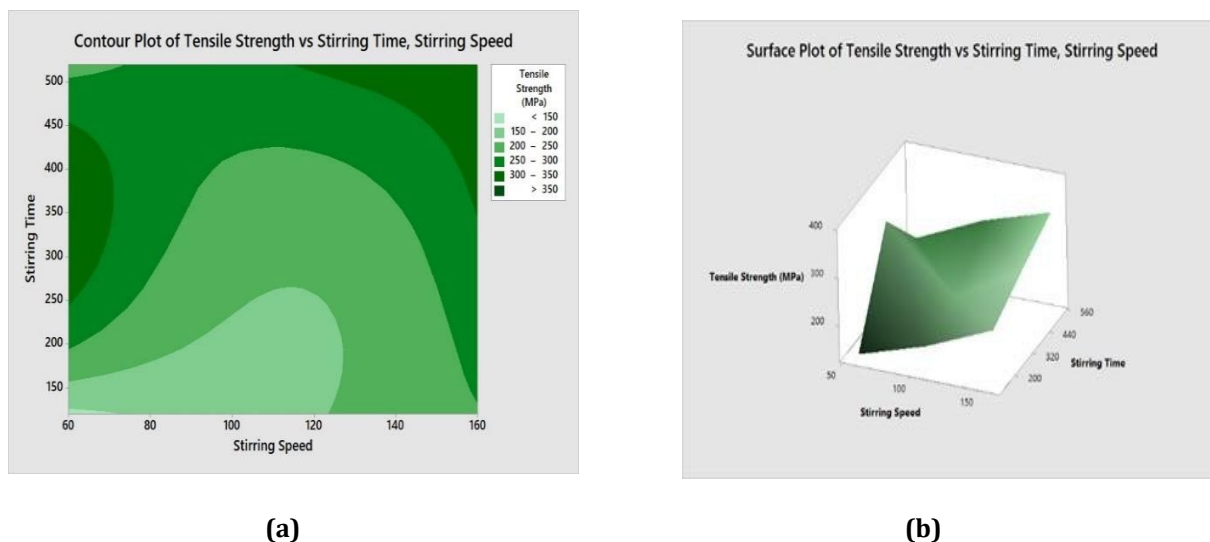 Contour Plot of Tensile Strength vs Stirring Time, Stirring Speed
Tensile
Strength
(MPa)
< 150
150 – 200
200 – 250
250 – 300
300 – 350
> 350
500
450
400
350
300
250
200
150
Stirring Time
60 80 100 120 140 160
Stirring Speed
(a)
Surface Plot of Tensile Strength vs Stirring Time, Stirring Speed
400
300
200
Tensile Strength (MPa)
50
100
150
Stirring Speed
200
320
440
560
Stirring Time
(b)